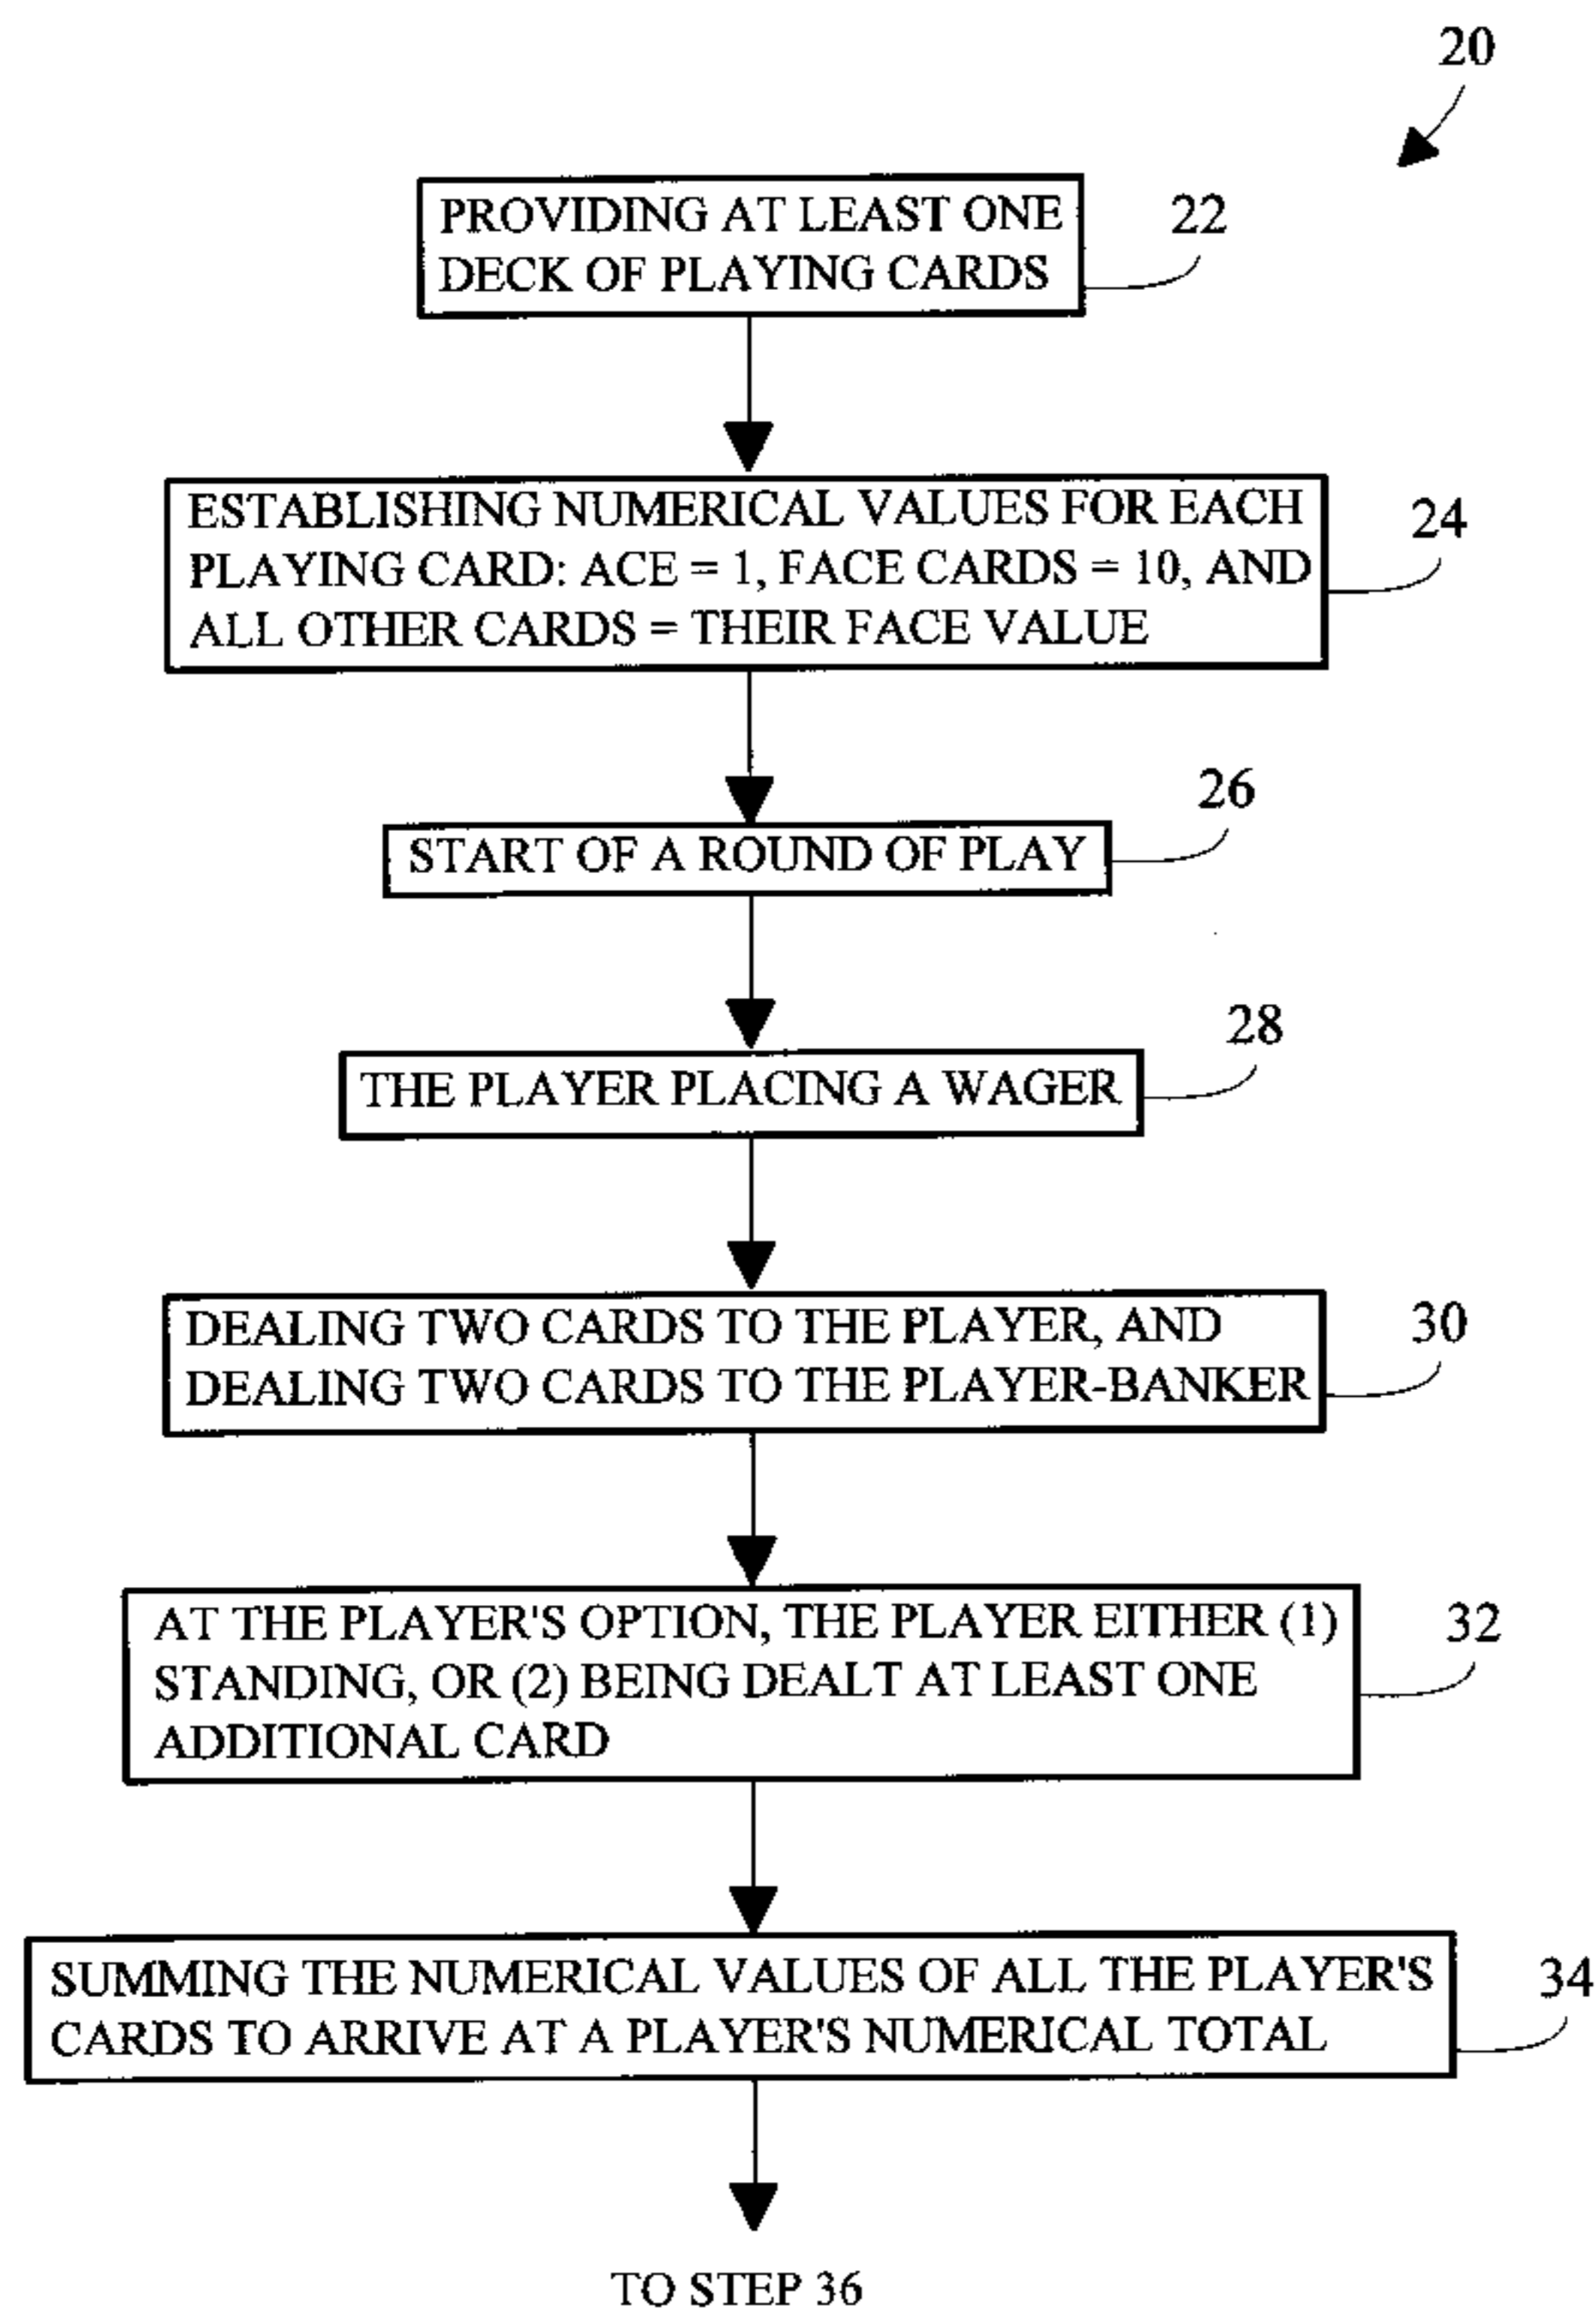 20
PROVIDING AT LEAST ONE
DECK OF PLAYING CARDS
22
ESTABLISHING NUMERICAL VALUES FOR EACH
PLAYING CARD: ACE = 1, FACE CARDS = 10, AND
ALL OTHER CARDS = THEIR FACE VALUE
24
START OF A ROUND OF PLAY
26
THE PLAYER PLACING A WAGER
28
DEALING TWO CARDS TO THE PLAYER, AND
DEALING TWO CARDS TO THE PLAYER-BANKER
30
AT THE PLAYER'S OPTION, THE PLAYER EITHER (1)
STANDING, OR (2) BEING DEALT AT LEAST ONE
ADDITIONAL CARD
32
SUMMING THE NUMERICAL VALUES OF ALL THE PLAYER'S
CARDS TO ARRIVE AT A PLAYER'S NUMERICAL TOTAL
34
TO STEP 36